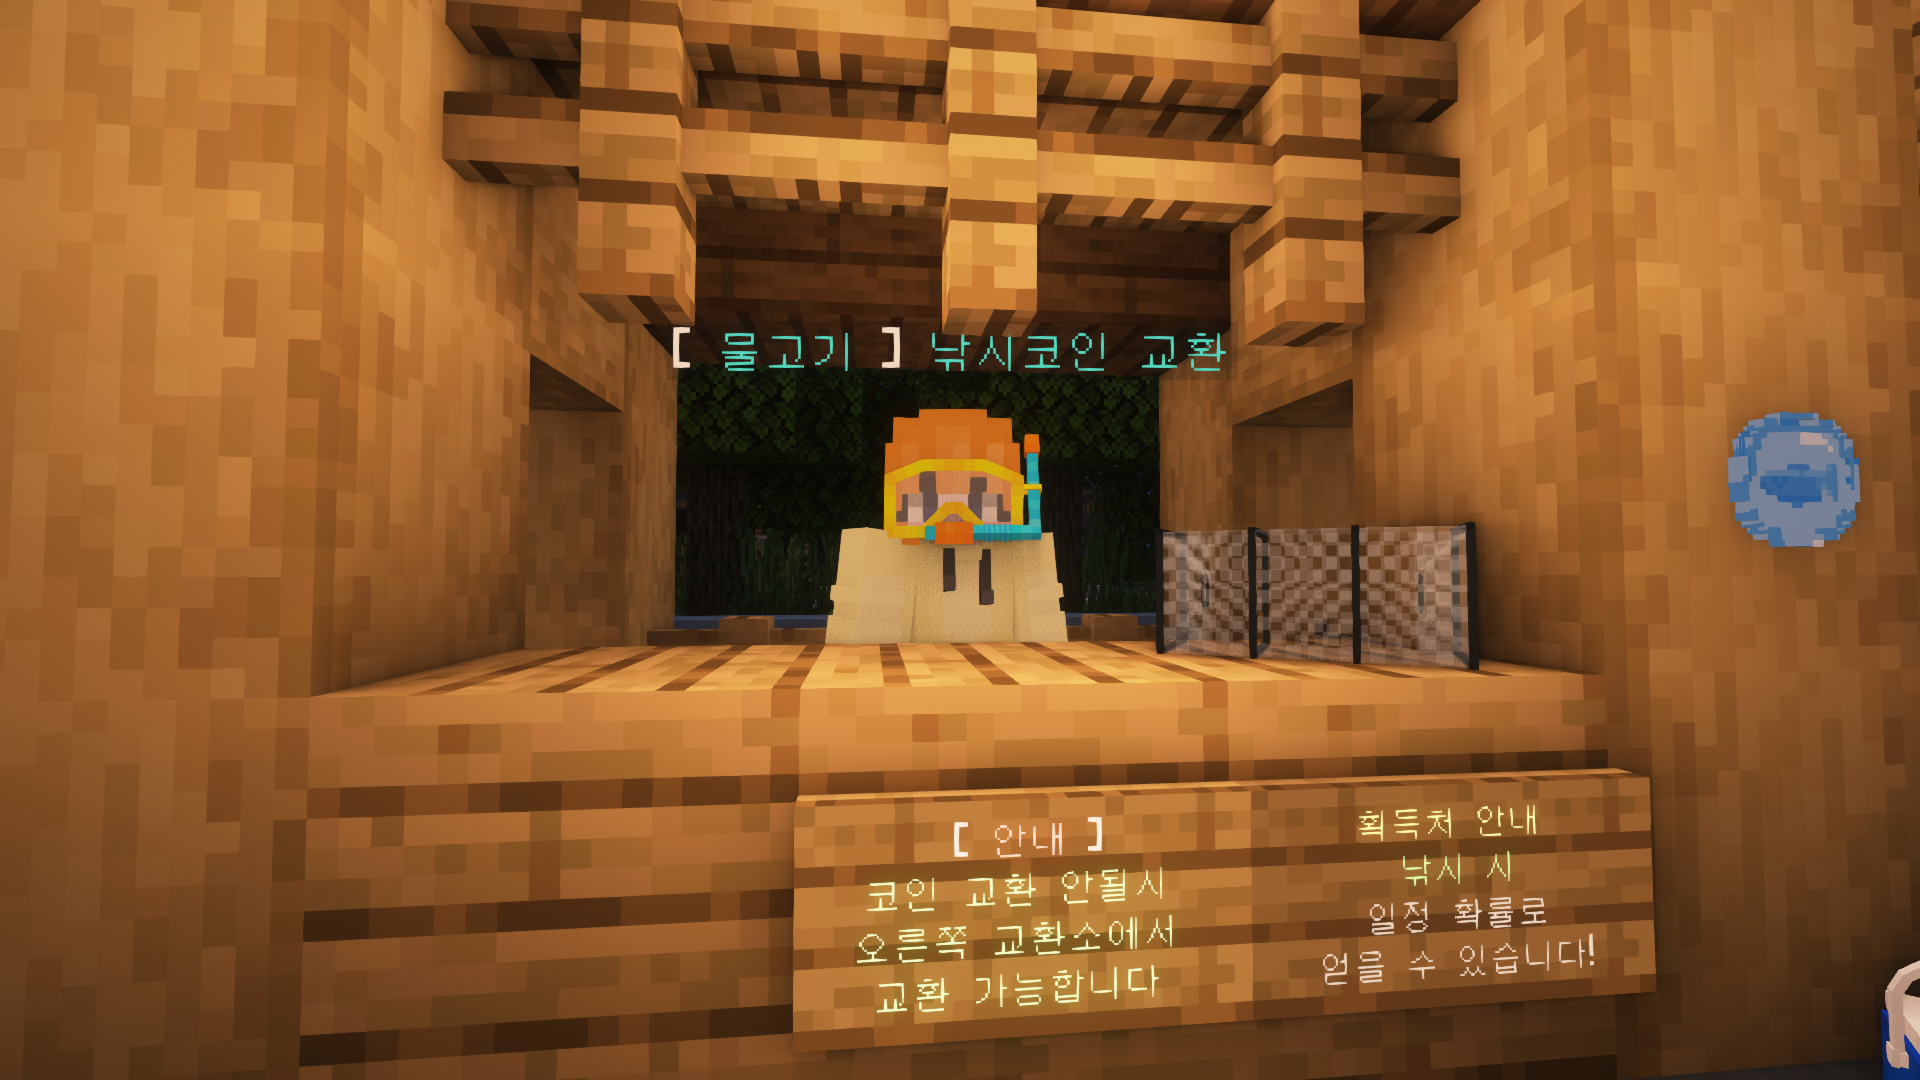 [ 물고기 ] 낚시코인 교환
[ 안내 ]
코인 교환 안될시
오른쪽 교환소에서
교환 가능합니다
획득처 안내
낚시 시
일정 확률로
얻을 수 있습니다!